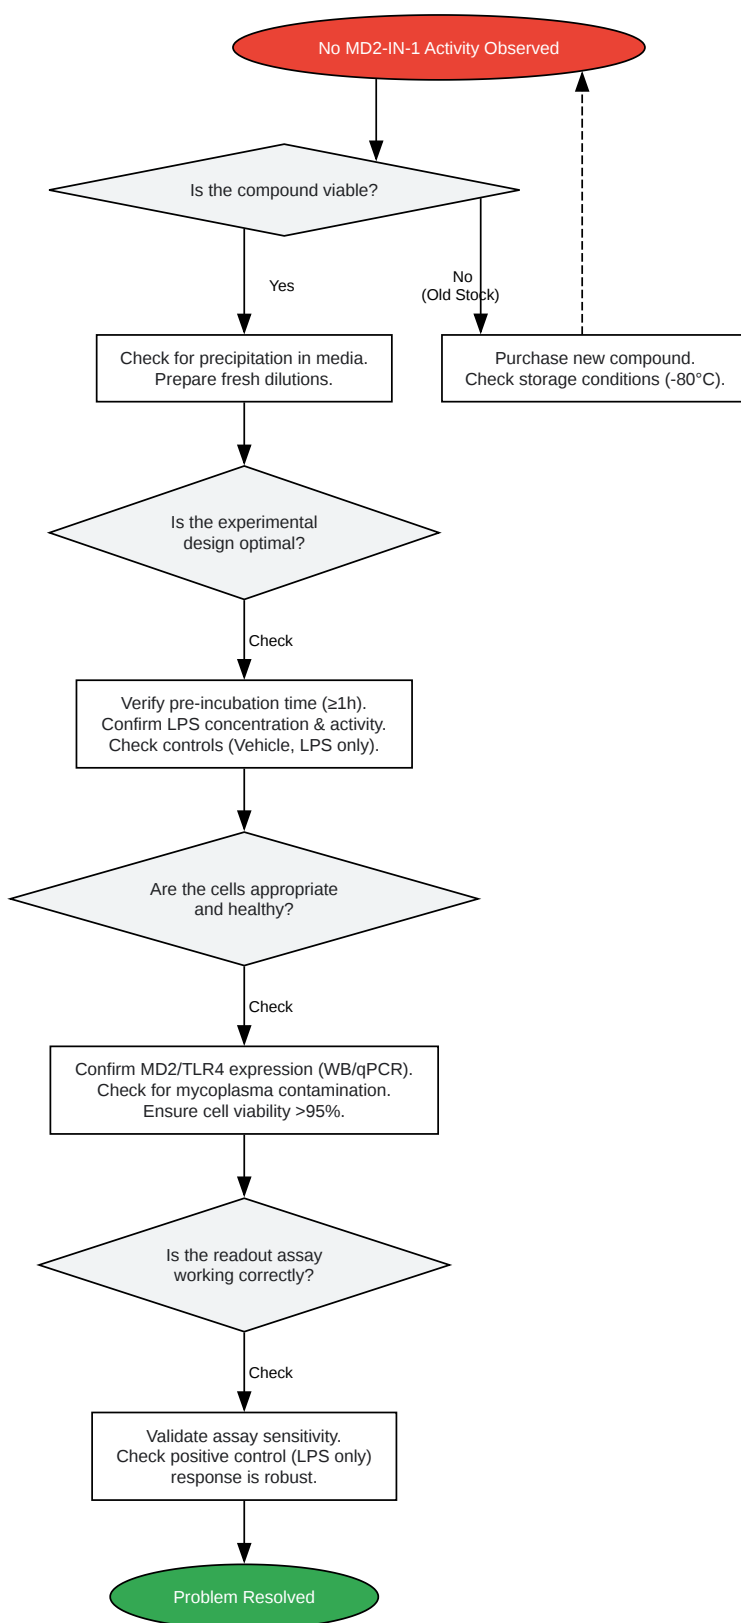 No MD2-IN-1 Activity Observed
Is the compound viable?
Yes
No
(Old Stock)
Check for precipitation in media.
Prepare fresh dilutions.
Purchase new compound.
Check storage conditions (-80°C).
Is the experimental
design optimal?
Check
Verify pre-incubation time (≥1h).
Confirm LPS concentration & activity.
Check controls (Vehicle, LPS only).
Are the cells appropriate
and healthy?
Check
Confirm MD2/TLR4 expression (WB/qPCR).
Check for mycoplasma contamination.
Ensure cell viability >95%.
Is the readout assay
working correctly?
Check
Validate assay sensitivity.
Check positive control (LPS only)
response is robust.
Problem Resolved